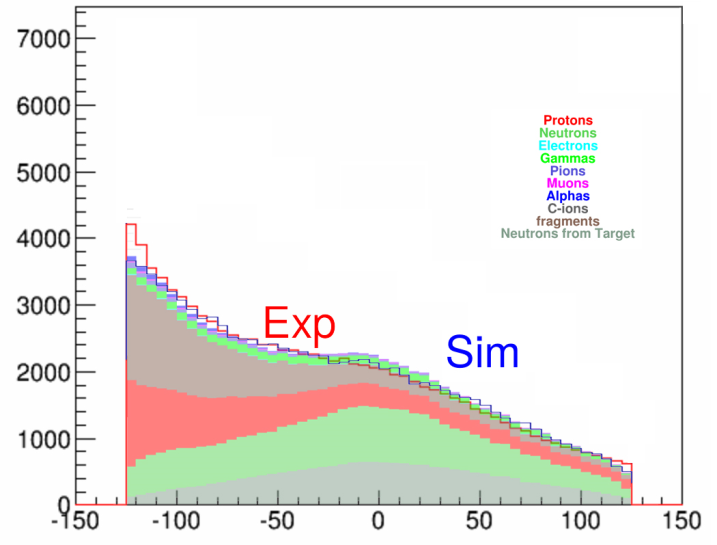 7000
6000
5000
4000
3000
2000
1000
0
Protons
Neutrons
Electrons
Gammas
Pions
Muons
Alphas
C-ions
fragments
Neutrons from Target
Exp
Sim
-150 -100 -50 0 50 100 150